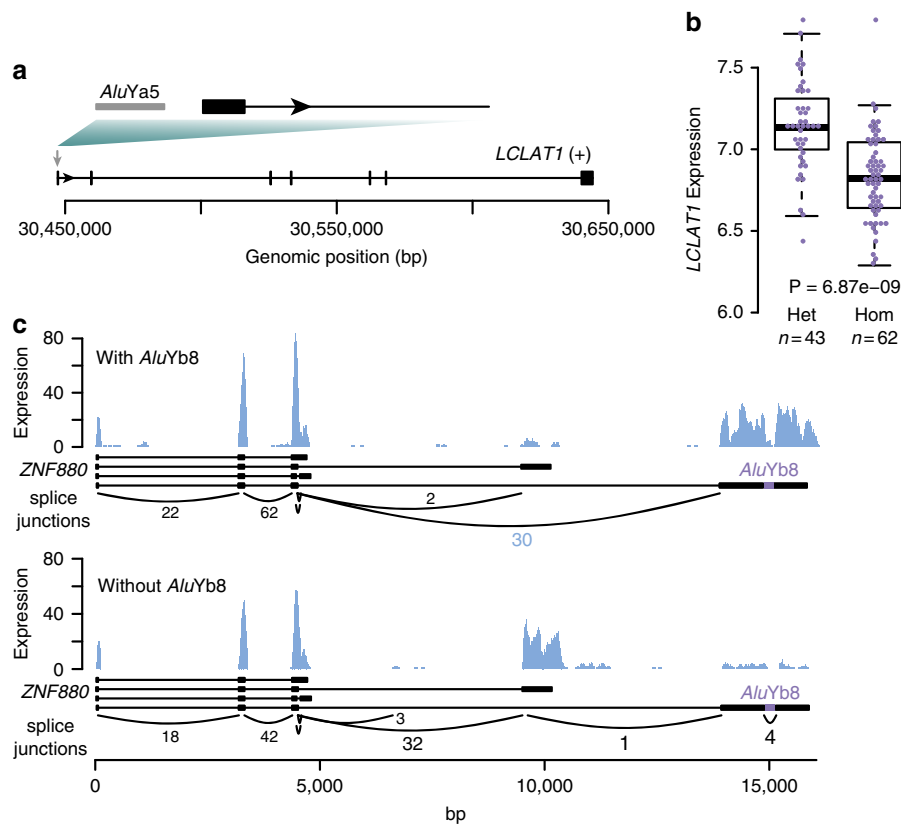 a
AluYa5
LCLAT1 (+)
30,450,000
30,550,000
30,650,000
Genomic position (bp)
b
LCLAT1 Expression
7.5
7.0
6.5
6.0
P = 6.87e−09
Het
Hom
n=43
n=62
c
Expression
80
40
0
With AluYb8
ZNF880
AluYb8
splice
junctions
22
62
2
30
Expression
80
40
0
Without AluYb8
ZNF880
AluYb8
splice
junctions
18
42
3
32
1
4
0
5,000
10,000
15,000
bp